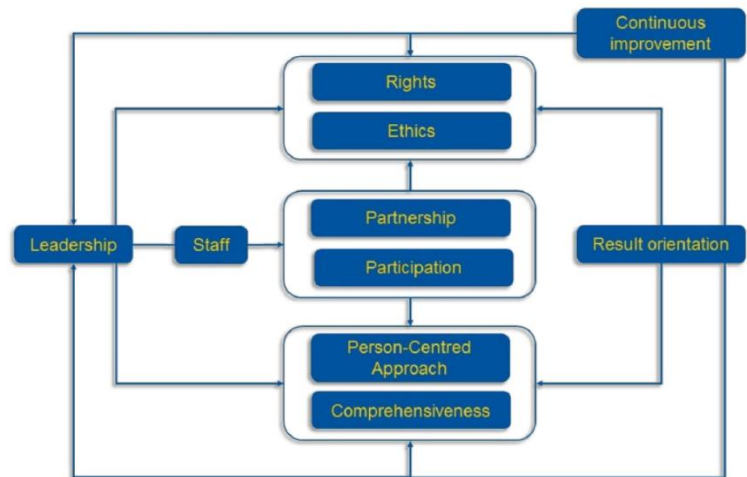 Continuous
improvement
Rights
Ethics
Leadership
Staff
Partnership
Participation
Result orientation
Person-Centred
Approach
Comprehensiveness